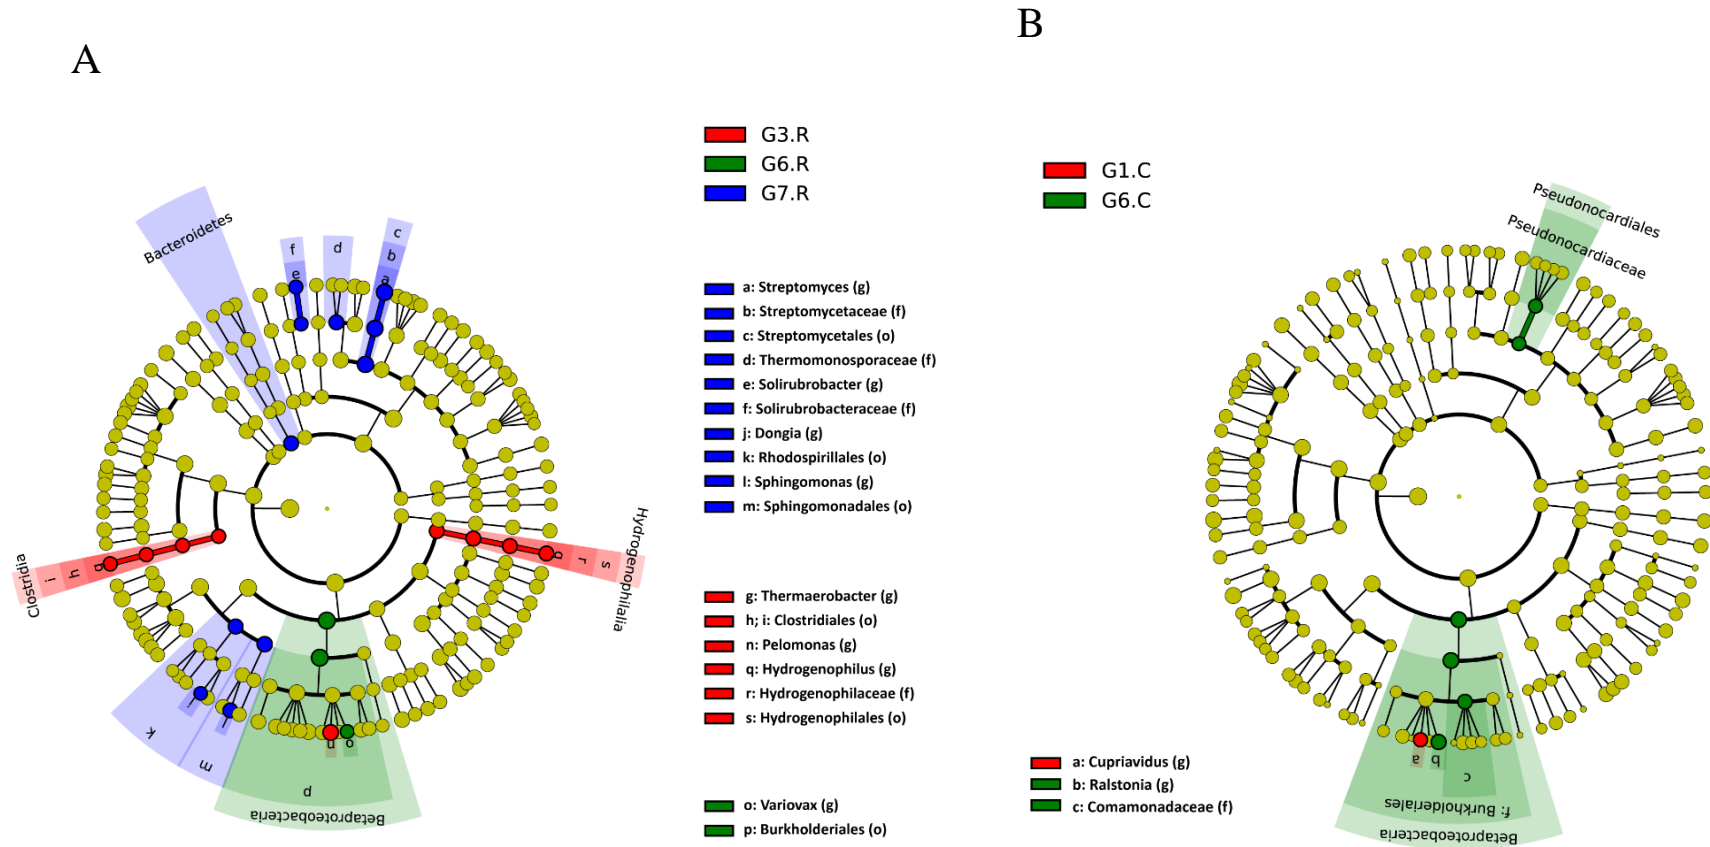 A
B
G3.R
G6.R
G7.R
G1.C
G6.C
Pseudonocardiales
Pseudonocardiaceae
Bacteroidetes
f
e
d
c
b
a
a: Streptomyces (g)
b: Streptomycetaceae (f)
c: Streptomycetales (o)
d: Thermomonosporaceae (f)
e: Solirubrobacter (g)
f: Solirubrobacteraceae (f)
j: Dongia (g)
k: Rhodospirillales (o)
l: Sphingomonas (g)
m: Sphingomonadales (o)
Clostridia
i
h
g
q
r
s
Hydrogenophilalia
g: Thermaerobacter (g)
h; i: Clostridiales (o)
n: Pelomonas (g)
q: Hydrogenophilus (g)
r: Hydrogenophilaceae (f)
s: Hydrogenophilales (o)
k
m
j
l
n
o
p
Betaproteobacteria
o: Variovax (g)
p: Burkholderiales (o)
a: Cupriavidus (g)
b: Ralstonia (g)
c: Comamonadaceae (f)
a
b
c
f: Burkholderiales
Betaproteobacteria